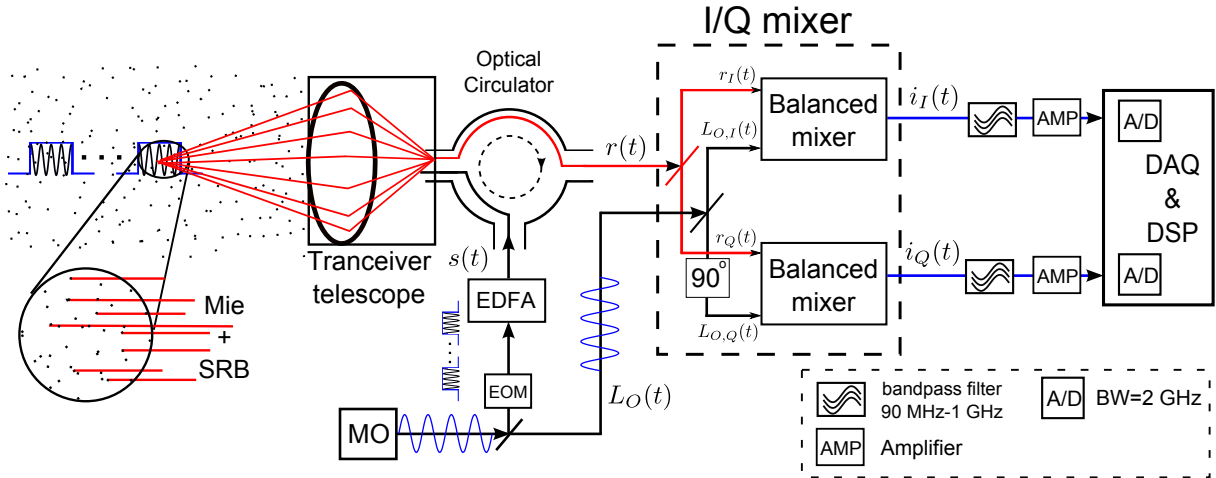 I/Q mixer
Optical
Circulator
r(t)
r_I(t)
L_{O,I}(t)
Balanced
mixer
i_I(t)
AMP
A/D
DAQ
&
DSP
Tranceiver
telescope
s(t)
r_Q(t)
90°
Balanced
mixer
L_{O,Q}(t)
i_Q(t)
AMP
A/D
Mie
+
SRB
EDFA
EOM
MO
L_O(t)
bandpass filter
90 MHz-1 GHz
A/D
BW=2 GHz
AMP
Amplifier